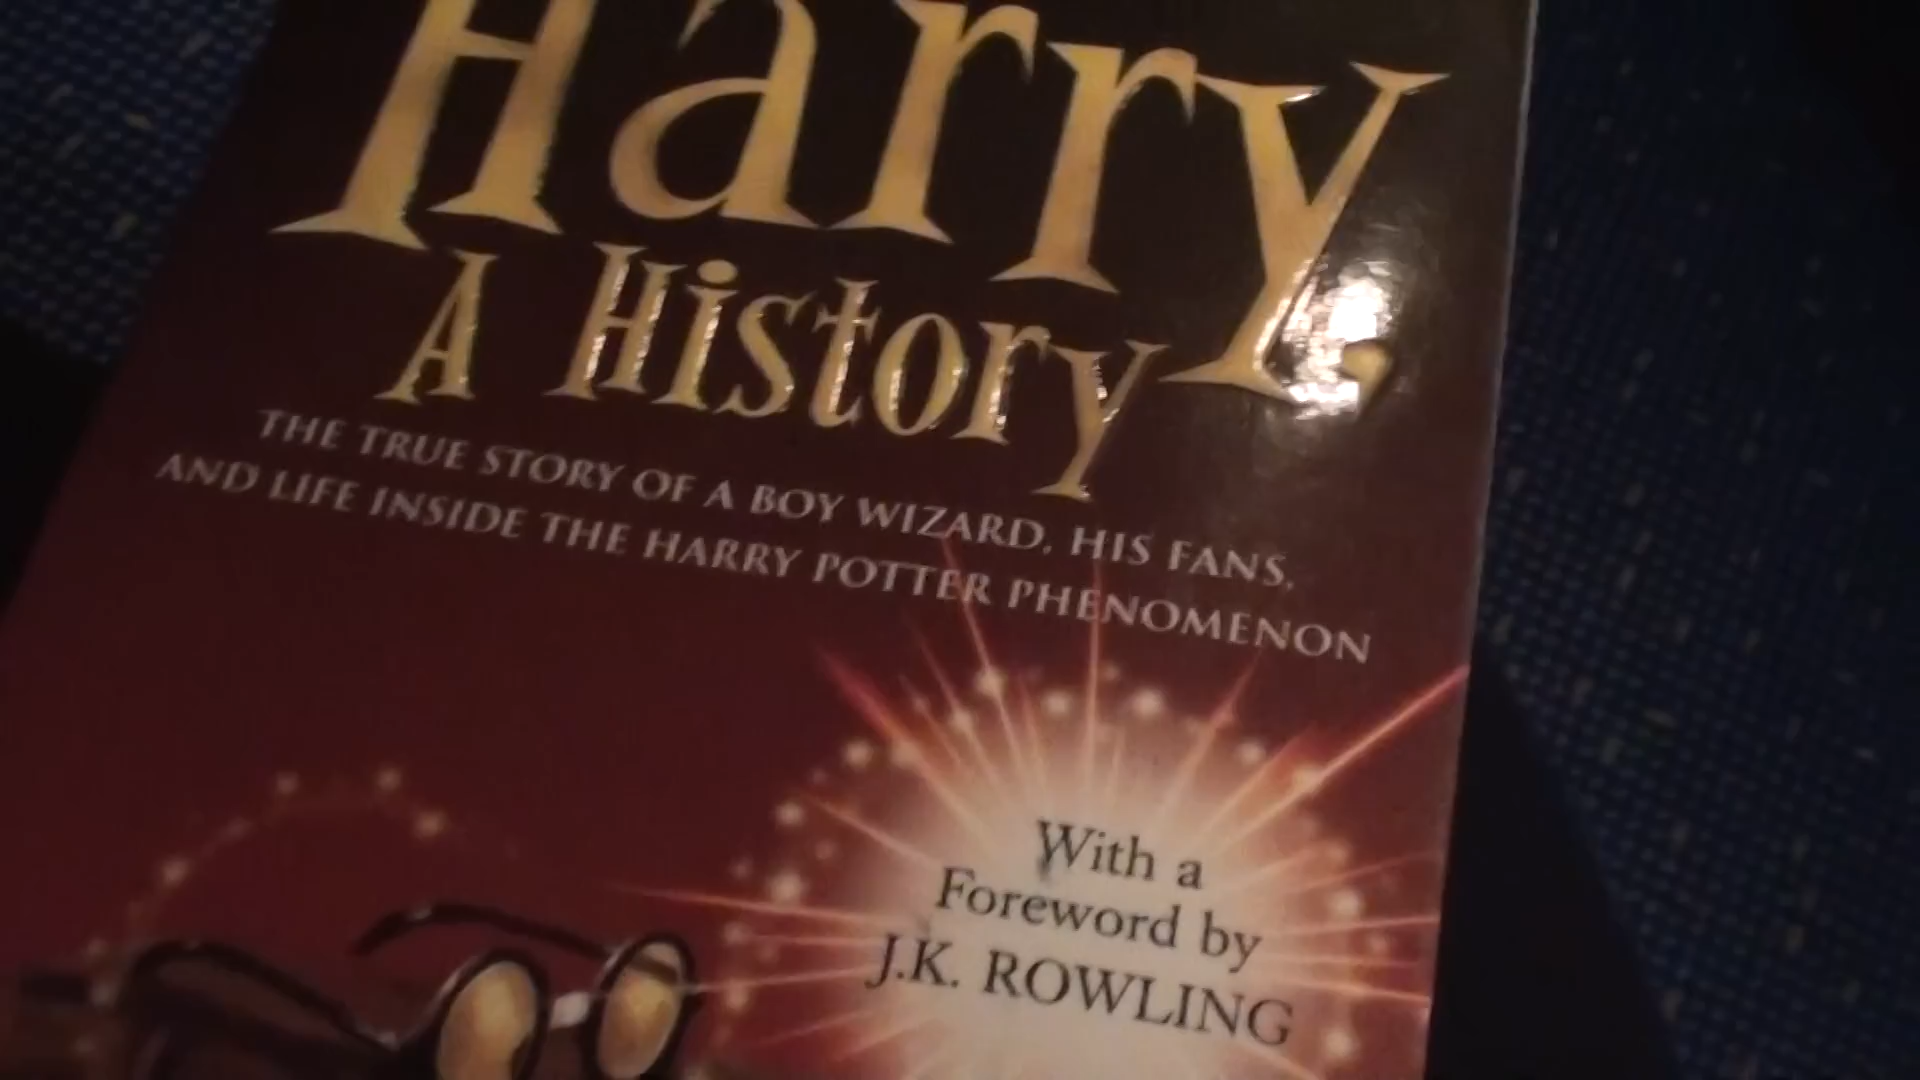 Harry,
A History
THE TRUE STORY OF A BOY WIZARD, HIS FANS,
AND LIFE INSIDE THE HARRY POTTER PHENOMENON
With a
Foreword by
J.K. ROWLING